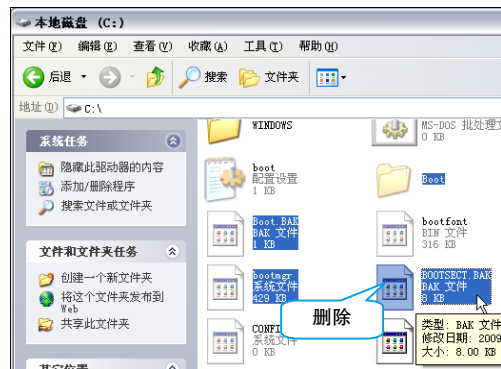 本地磁盘 (C:)
文件(F) 编辑(E) 查看(V) 收藏(A) 工具(T) 帮助(H)
后退 搜索 文件夹
地址(D) C:\
系统任务
隐藏此驱动器的内容
添加/删除程序
搜索文件或文件夹
文件和文件夹任务
创建一个新文件夹
将这个文件夹发布到
Web
共享此文件夹
其它位置
WINDOWS
MS-DOS 批处理文
0 KB
boot
配置设置
1 KB
Boot
Boot.BAK
BAK 文件
1 KB
bootfont
BIN 文件
316 KB
bootmgr
系统文件
429 KB
BOOTSECT.BAK
BAK 文件
8 KB
删除
CONFI
系统文件
0 KB
类型: BAK 文件
修改日期: 2009
大小: 8.00 KB